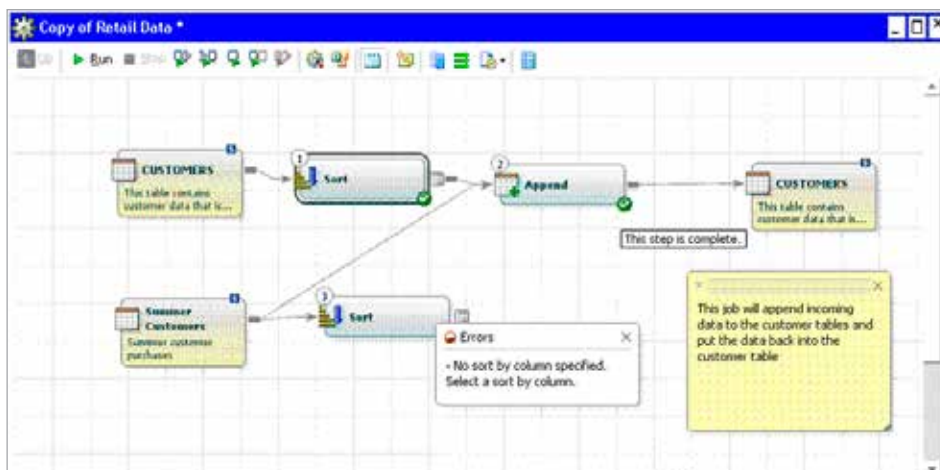 Copy of Retail Data *
Up Run Stop
CUSTOMERS
This table contains
customer data that is...
1
Sort
2
Append
CUSTOMERS
This table contains
customer data that is...
This step is complete.
Summer
Customers
Summer customer
purchases
3
Sort
Errors
- No sort by column specified.
Select a sort by column.
This job will append incoming
data to the customer tables and
put the data back into the
customer table